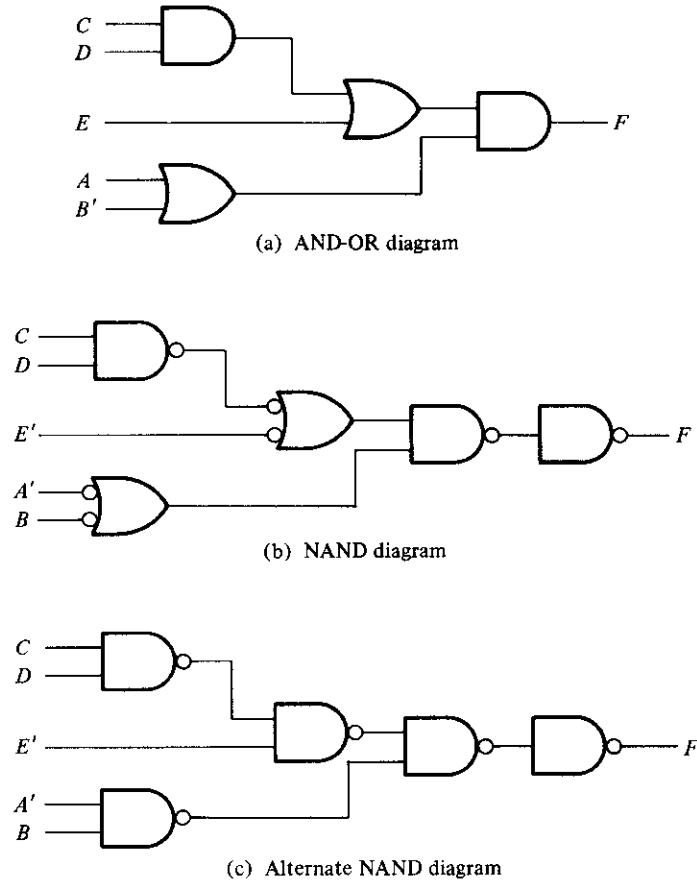 C
D
E
F
A
B'
(a) AND-OR diagram
C
D
E'
F
A'
B
(b) NAND diagram
C
D
E'
F
A'
B
(c) Alternate NAND diagram